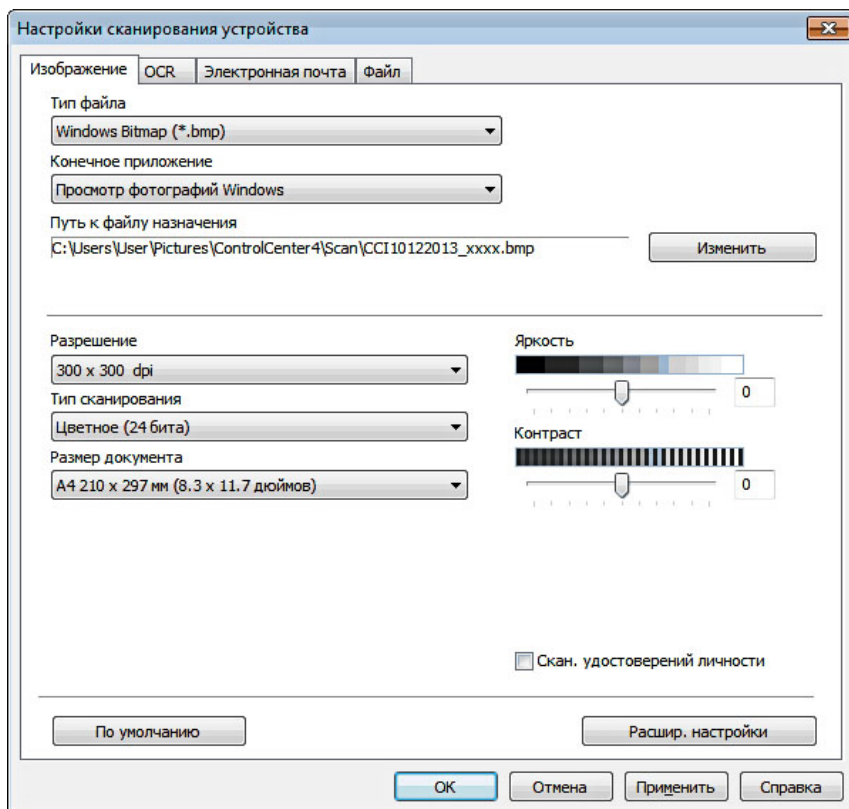 Настройки сканирования устройства
Изображение OCR Электронная почта Файл
Тип файла
Windows Bitmap (*.bmp)
Конечное приложение
Просмотр фотографий Windows
Путь к файлу назначения
C:\Users\User\Pictures\ControlCenter4\Scan\CCI10122013_xxxx.bmp
Изменить
Разрешение
300 x 300 dpi
Тип сканирования
Цветное (24 бита)
Размер документа
A4 210 x 297 мм (8.3 x 11.7 дюймов)
Яркость
0
Контраст
0
Скан. удостоверений личности
По умолчанию
Расшир. настройки
OK Отмена Применить Справка